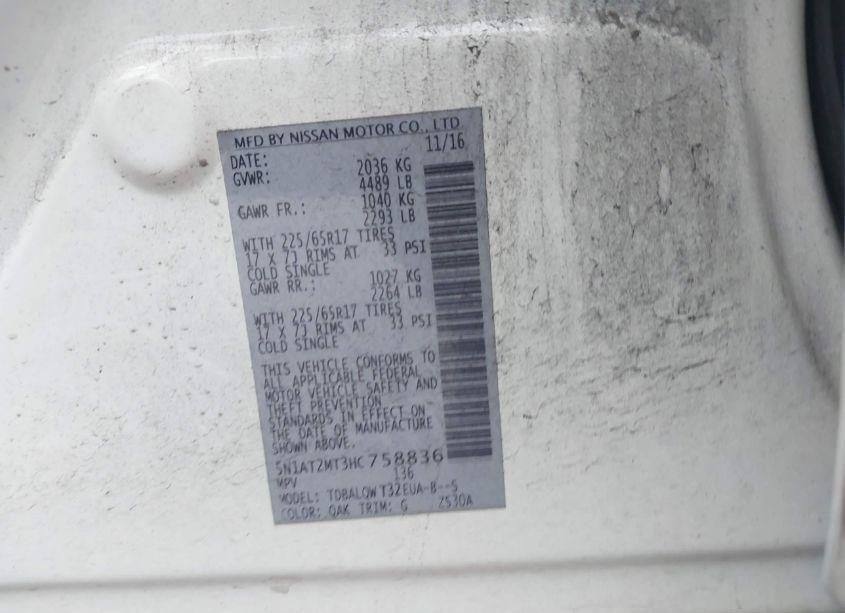 MFD BY NISSAN MOTOR CO., LTD
DATE: 11/16
GVWR: 2036 KG
4489 LB
GAWR FR.: 1040 KG
2293 LB
WITH 225/65R17 TIRES
17 X 7J RIMS AT 33 PSI
COLD SINGLE
GAWR RR.: 1027 KG
2264 LB
WITH 225/65R17 TIRES
17 X 7J RIMS AT 33 PSI
COLD SINGLE
THIS VEHICLE CONFORMS TO
ALL APPLICABLE FEDERAL
MOTOR VEHICLE SAFETY AND
THEFT PREVENTION
STANDARDS IN EFFECT ON
THE DATE OF MANUFACTURE
SHOWN ABOVE.
5N1AT2MT3HC758836
MPV 136
MODEL: TDBALQWT32EUA-B--S
COLOR: QAK TRIM: G ZS30A